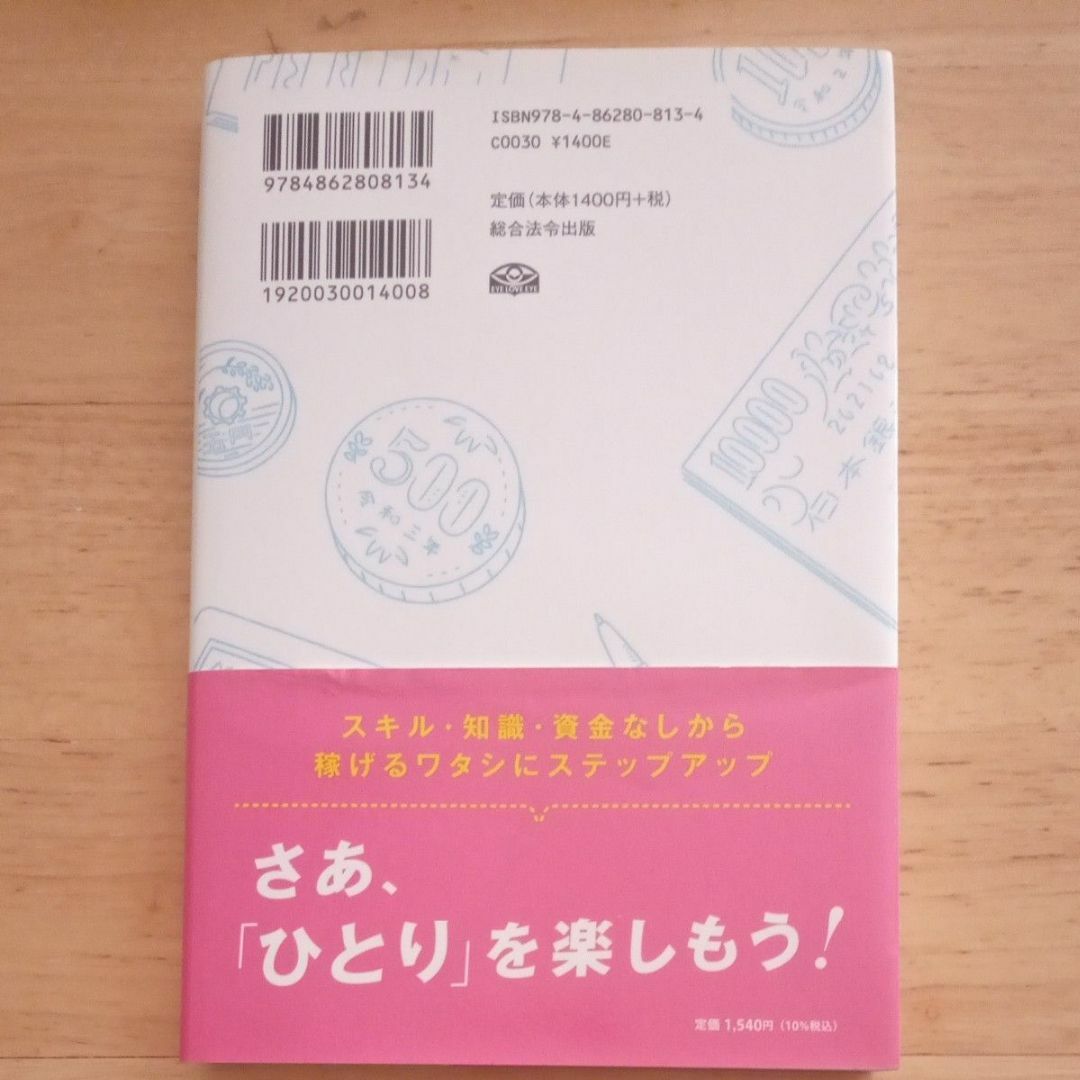 ISBN978-4-86280-813-4
C0030 ¥1400E
9784862808134
定価(本体1400円+税)
総合法令出版
1920030014008
EYE LOVE EYE
500
10000
スキル・知識・資金なしから
稼げるワタシにステップアップ
さあ、
「ひとり」を楽しもう!
定価 1,540円 (10%税込)